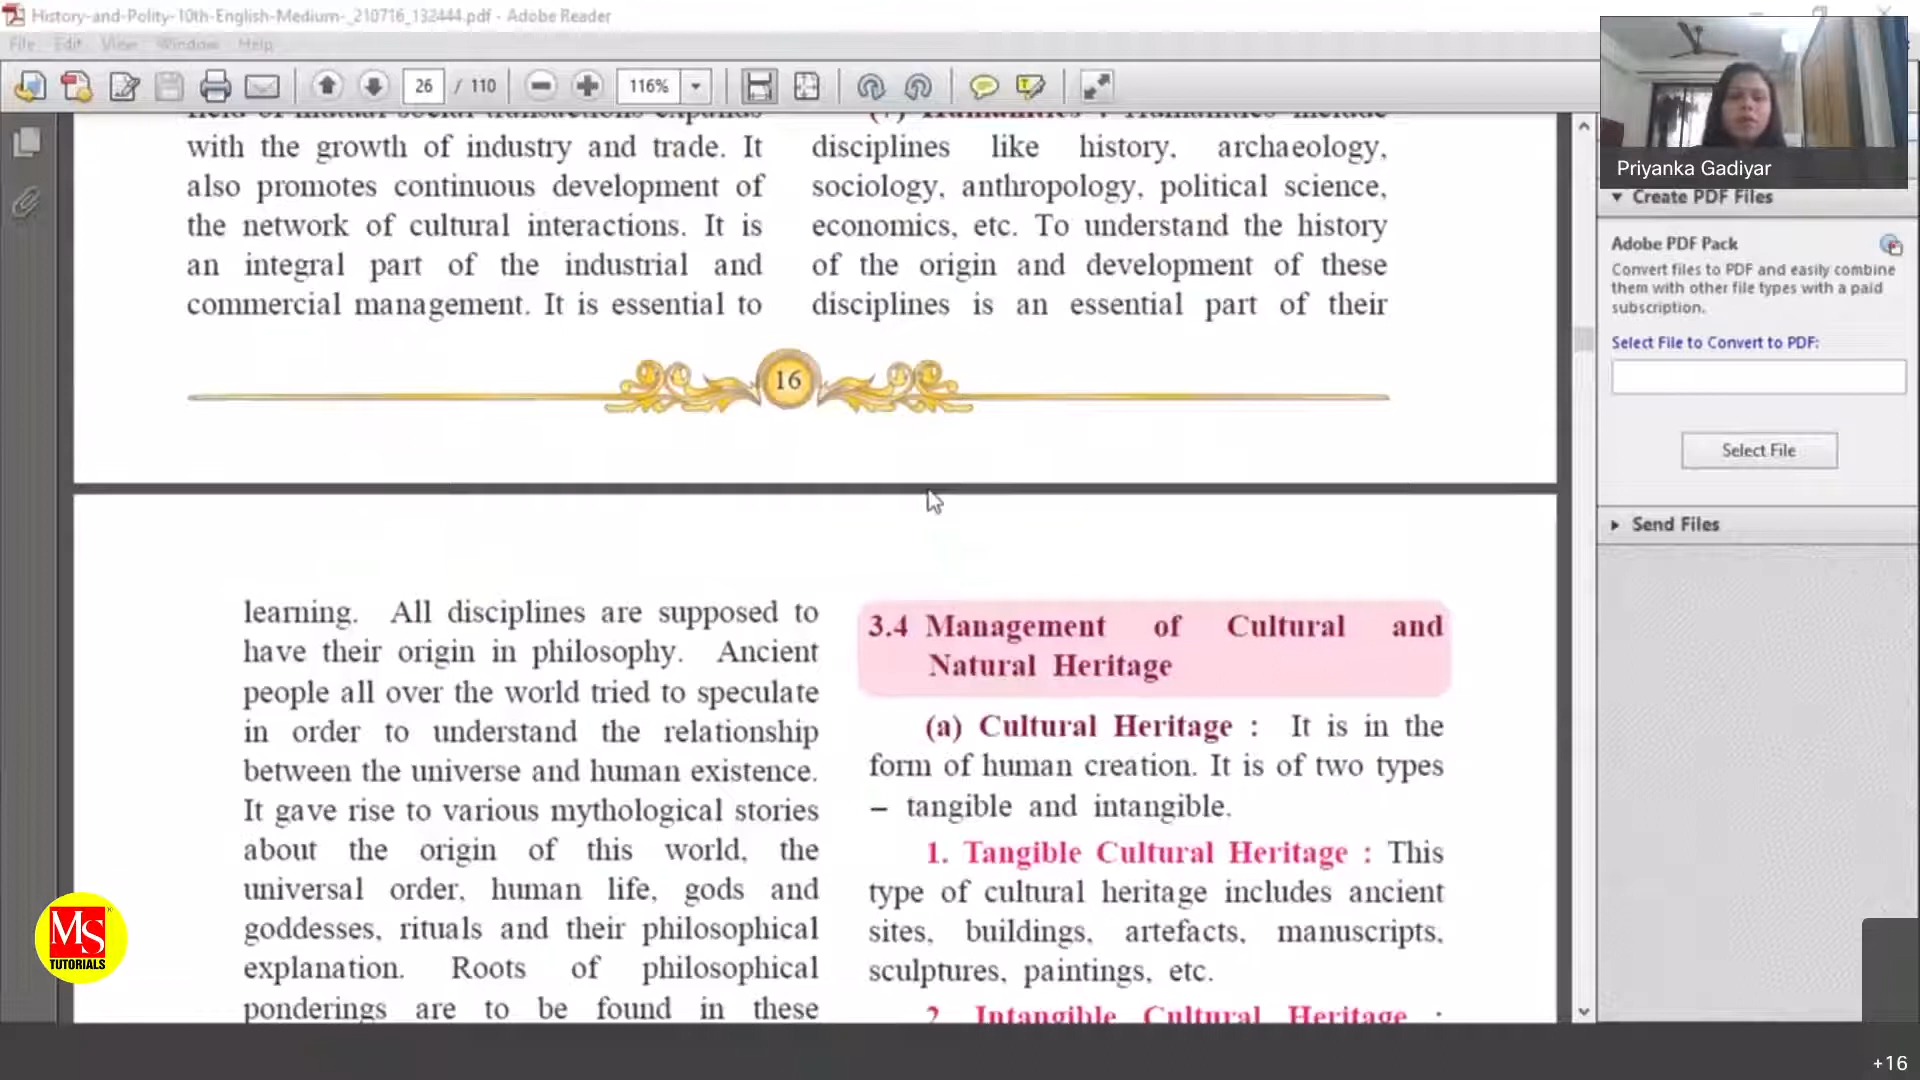 History-and-Polity-10th-English-Medium-_210716_132444.pdf - Adobe Reader
File Edit View Window Help
26 / 110
116%
with the growth of industry and trade. It
also promotes continuous development of
the network of cultural interactions. It is
an integral part of the industrial and
commercial management. It is essential to
Humanities : Humanities include
disciplines like history, archaeology,
sociology, anthropology, political science,
economics, etc. To understand the history
of the origin and development of these
disciplines is an essential part of their
16
learning. All disciplines are supposed to
have their origin in philosophy. Ancient
people all over the world tried to speculate
in order to understand the relationship
between the universe and human existence.
It gave rise to various mythological stories
about the origin of this world, the
universal order, human life, gods and
goddesses, rituals and their philosophical
explanation. Roots of philosophical
ponderings are to be found in these
3.4 Management of Cultural and
Natural Heritage
(a) Cultural Heritage : It is in the
form of human creation. It is of two types
– tangible and intangible.
1. Tangible Cultural Heritage : This
type of cultural heritage includes ancient
sites, buildings, artefacts, manuscripts,
sculptures, paintings, etc.
2. Intangible Cultural Heritage :
Priyanka Gadiyar
Create PDF Files
Adobe PDF Pack
Convert files to PDF and easily combine
them with other file types with a paid
subscription.
Select File to Convert to PDF:
Select File
Send Files
MS
TUTORIALS
+16